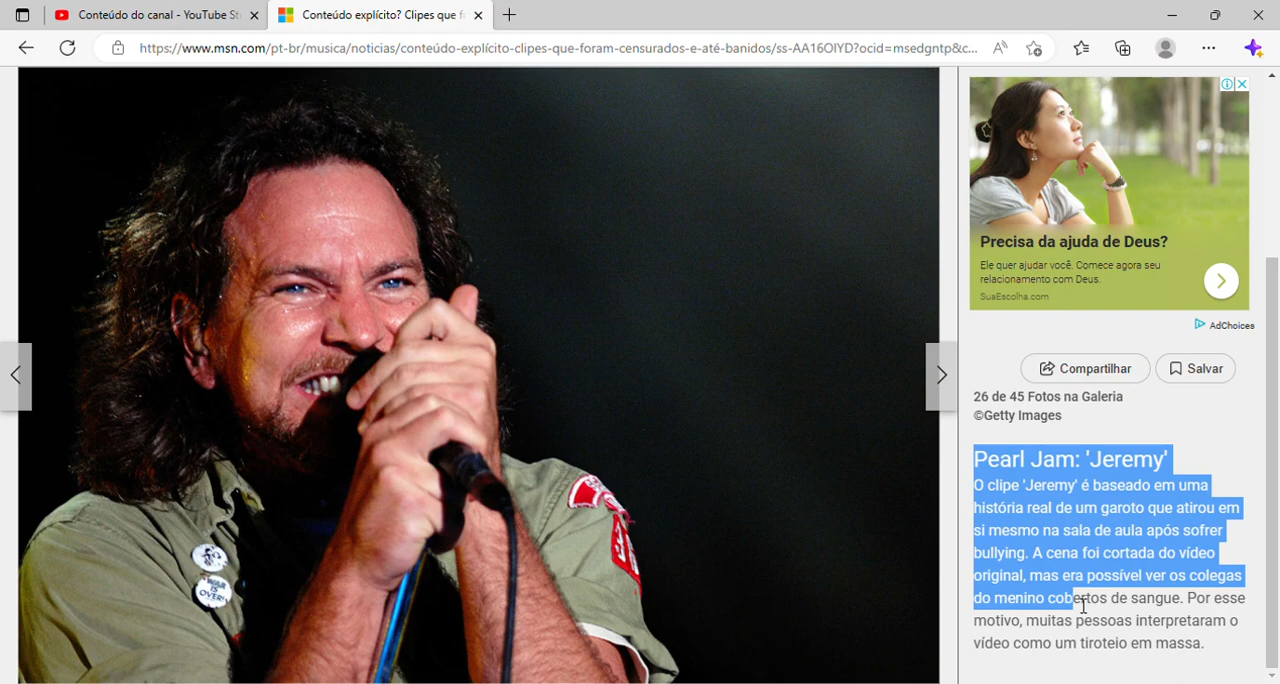 Conteúdo do canal - YouTube St
Conteúdo explícito? Clipes que f
https://www.msn.com/pt-br/musica/noticias/conteúdo-explícito-clipes-que-foram-censurados-e-até-banidos/ss-AA16OIYD?ocid=msedgntp&c...
WAR
IS
OVER!
Precisa da ajuda de Deus?
Ele quer ajudar você. Comece agora seu
relacionamento com Deus.
SuaEscolha.com
AdChoices
Compartilhar
Salvar
26 de 45 Fotos na Galeria
©Getty Images
Pearl Jam: 'Jeremy'
O clipe 'Jeremy' é baseado em uma
história real de um garoto que atirou em
si mesmo na sala de aula após sofrer
bullying. A cena foi cortada do vídeo
original, mas era possível ver os colegas
do menino cobertos de sangue. Por esse
motivo, muitas pessoas interpretaram o
vídeo como um tiroteio em massa.